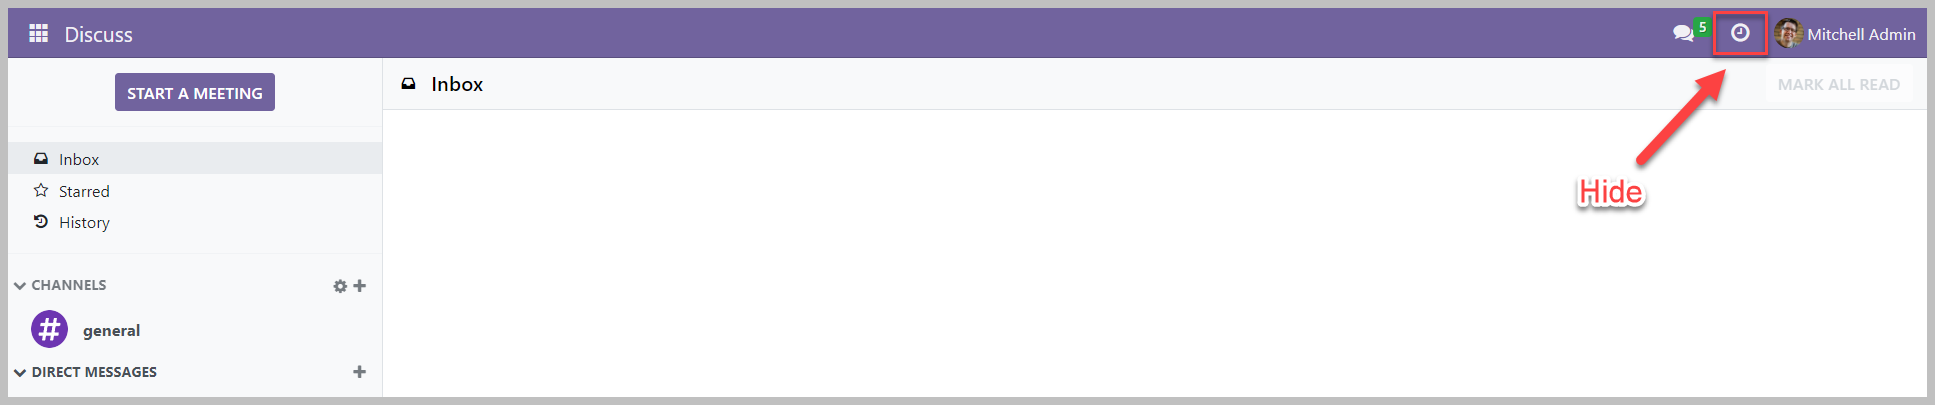 Discuss
5
Mitchell Admin
START A MEETING
Inbox
MARK ALL READ
Inbox
Starred
History
Hide
CHANNELS
general
DIRECT MESSAGES